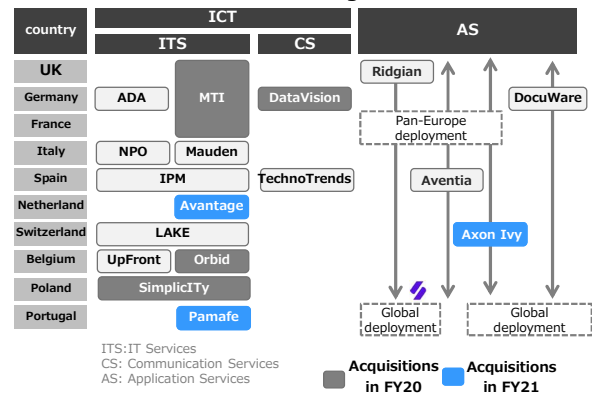 country
ICT
AS
ITS
CS
UK
Ridgian
Germany
ADA
MTI
DataVision
DocuWare
France
Pan-Europe
deployment
Italy
NPO
Mauden
Spain
IPM
TechnoTrends
Aventia
Netherland
Avantage
Switzerland
LAKE
Axon Ivy
Belgium
UpFront
Orbid
Poland
SimplicITy
Portugal
Pamafe
Global
deployment
Global
deployment
ITS:IT Services
CS: Communication Services
AS: Application Services
Acquisitions
in FY20
Acquisitions
in FY21